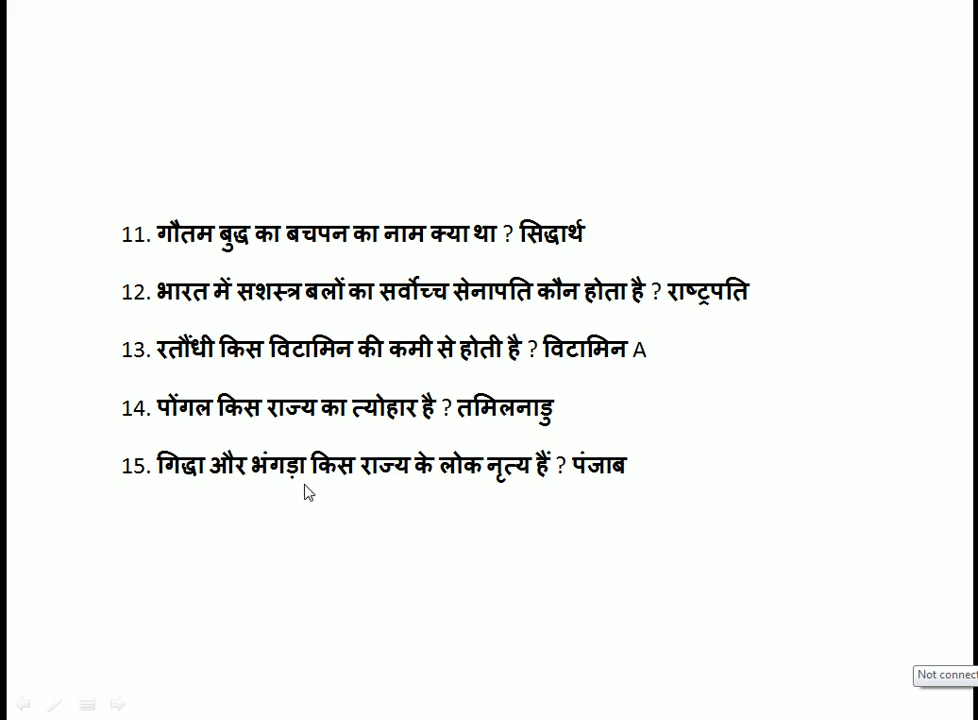 11. गौतम बुद्ध का बचपन का नाम क्या था ? सिद्धार्थ
12. भारत में सशस्त्र बलों का सर्वोच्च सेनापति कौन होता है ? राष्ट्रपति
13. रतौंधी किस विटामिन की कमी से होती है ? विटामिन A
14. पोंगल किस राज्य का त्योहार है ? तमिलनाडु
15. गिद्धा और भंगड़ा किस राज्य के लोक नृत्य हैं ? पंजाब
Not connect